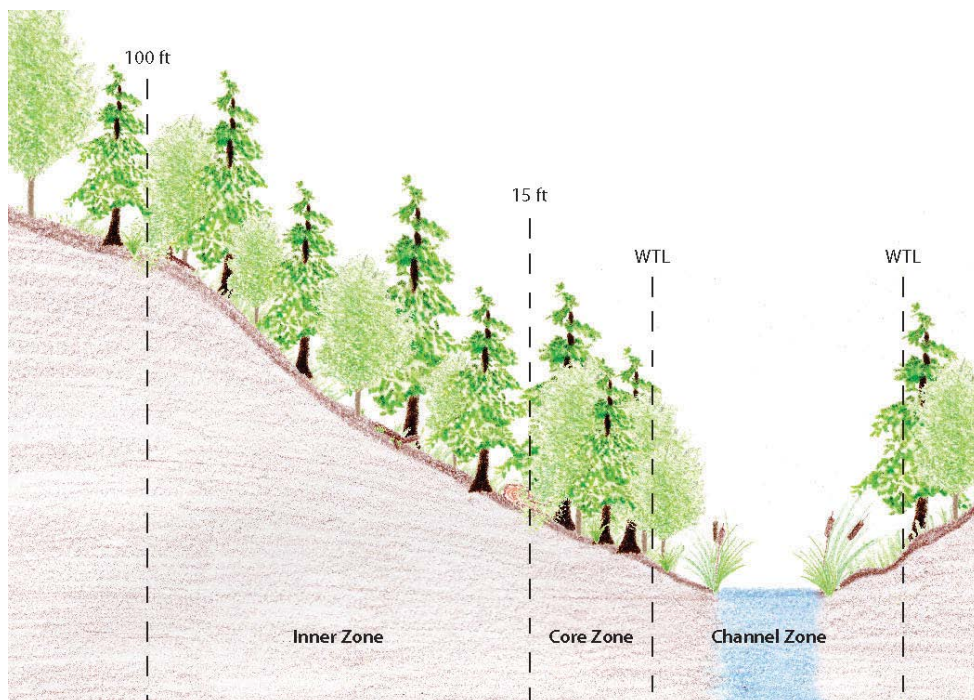 100 ft
15 ft
WTL
WTL
Inner Zone
Core Zone
Channel Zone